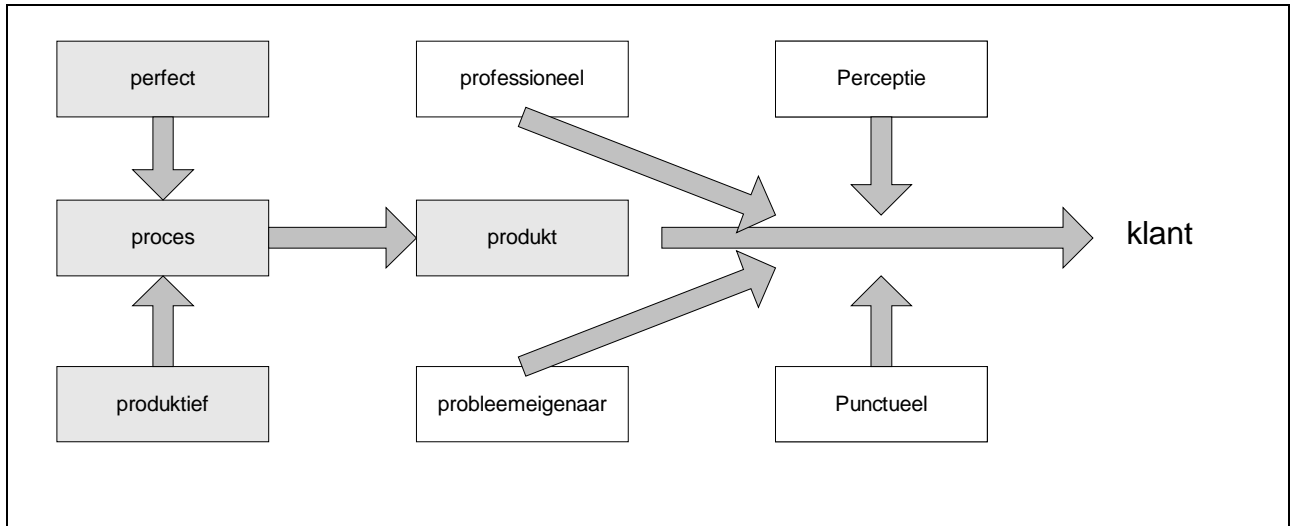 perfect
professioneel
Perceptie
proces
produkt
klant
produktief
probleemeigenaar
Punctueel